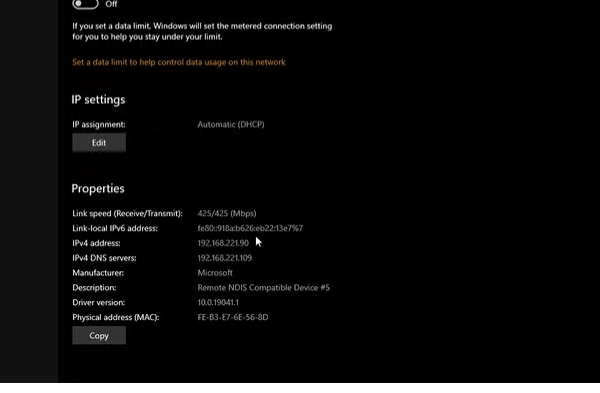 Off
If you set a data limit, Windows will set the metered connection setting
for you to help you stay under your limit.
Set a data limit to help control data usage on this network
IP settings
IP assignment: Automatic (DHCP)
Edit
Properties
Link speed (Receive/Transmit): 425/425 (Mbps)
Link-local IPv6 address: fe80::918a:b626:eb22:13e7%7
IPv4 address: 192.168.221.90
IPv4 DNS servers: 192.168.221.109
Manufacturer: Microsoft
Description: Remote NDIS Compatible Device #5
Driver version: 10.0.19041.1
Physical address (MAC): FE-B3-E7-6E-56-8D
Copy